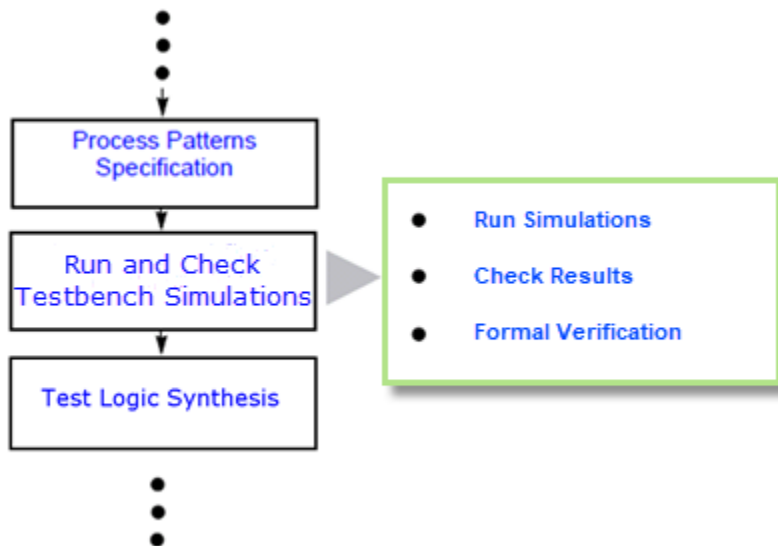 Process Patterns
Specification
Run and Check
Testbench Simulations
Test Logic Synthesis
Run Simulations
Check Results
Formal Verification